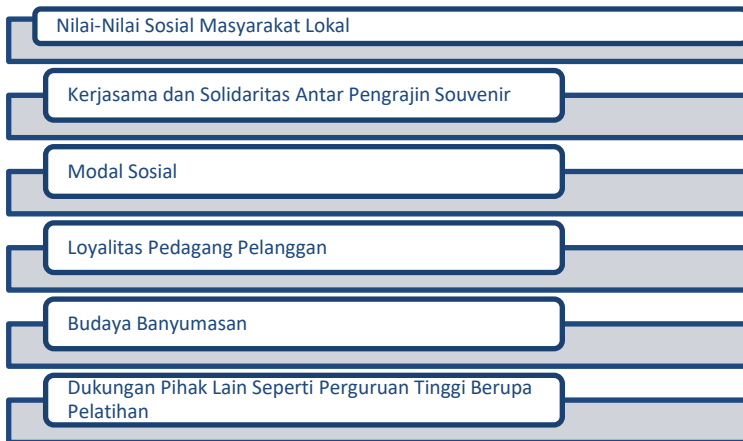 Nilai-Nilai Sosial Masyarakat Lokal
Kerjasama dan Solidaritas Antar Pengrajin Souvenir
Modal Sosial
Loyalitas Pedagang Pelanggan
Budaya Banyumasan
Dukungan Pihak Lain Seperti Perguruan Tinggi Berupa
Pelatihan